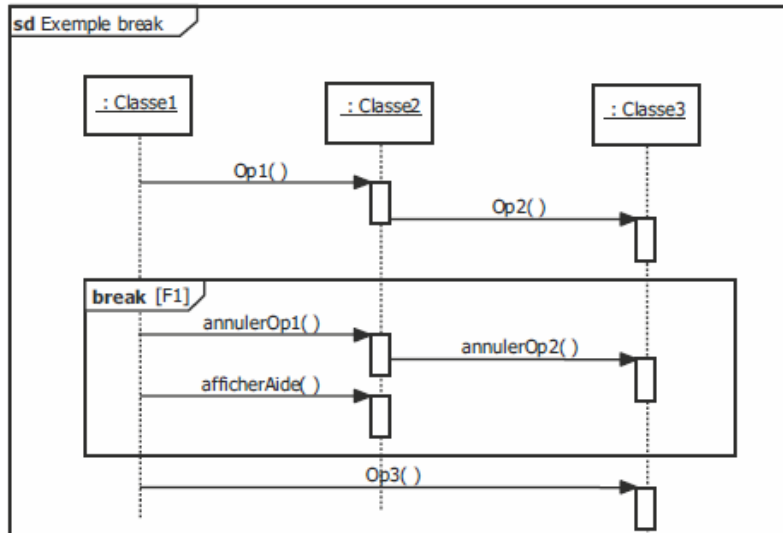 sd Exemple break
: Classe1
: Classe2
: Classe3
Op1( )
Op2( )
break [F1]
annulerOp1( )
annulerOp2( )
afficherAide( )
Op3( )